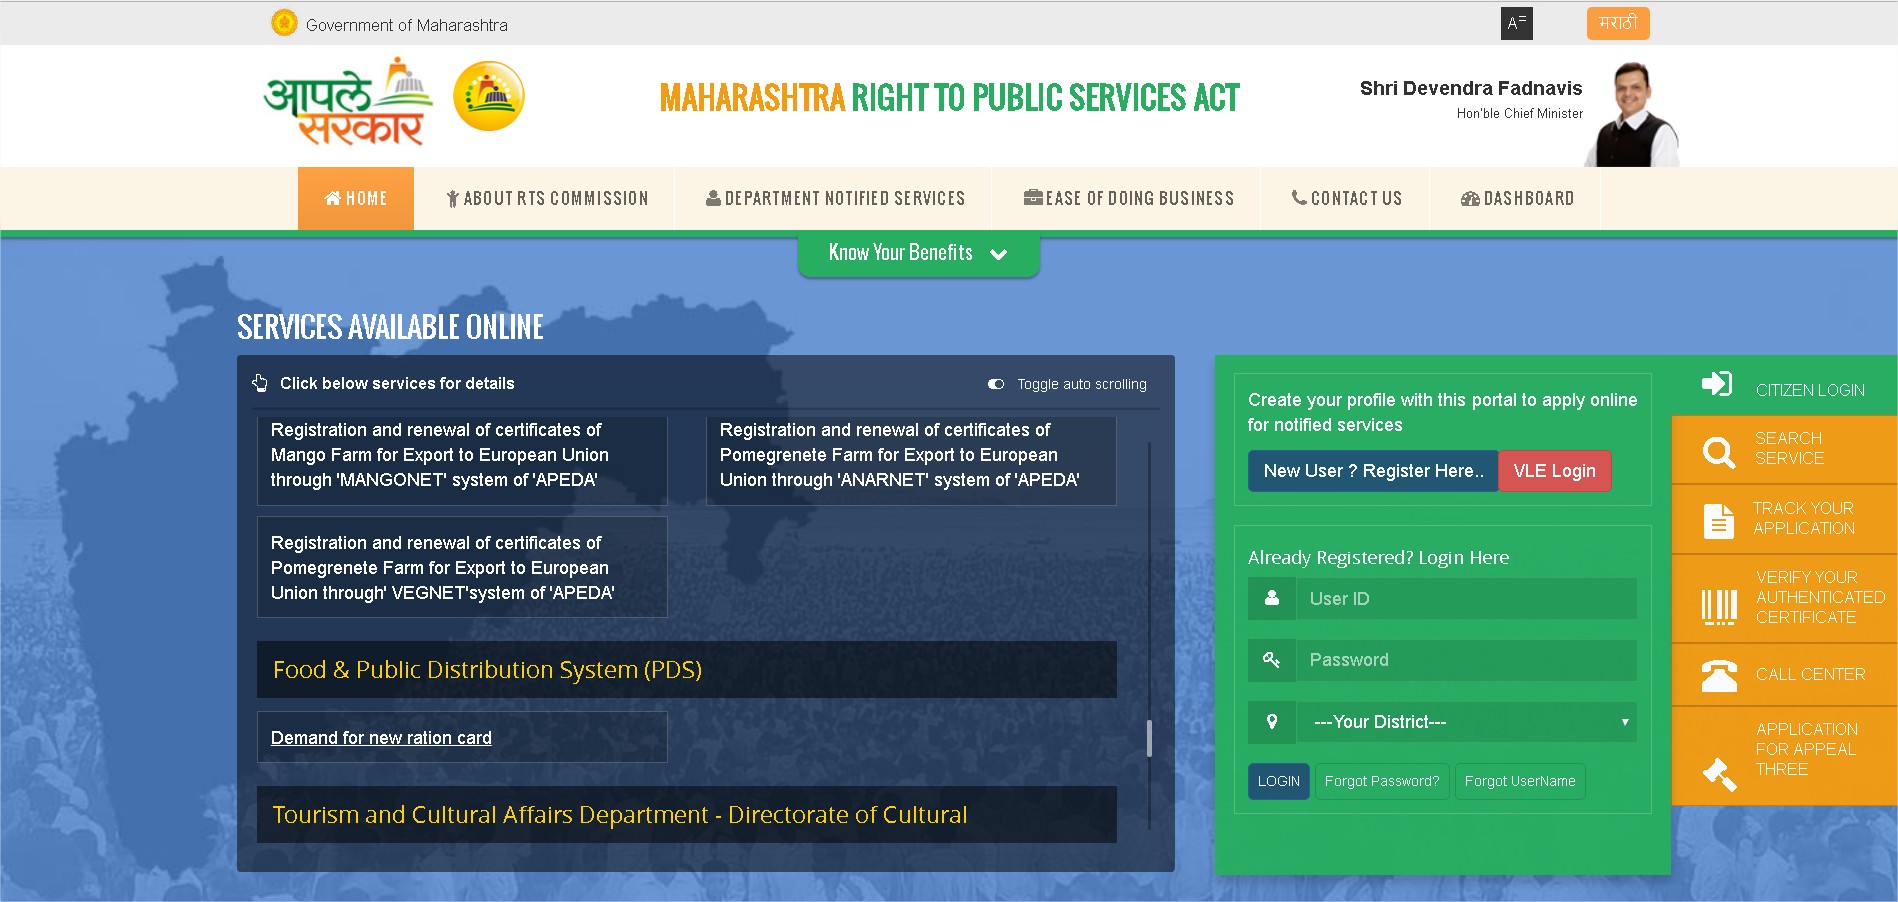 Government of Maharashtra
A=
मराठी
आपले
सरकार
MAHARASHTRA RIGHT TO PUBLIC SERVICES ACT
Shri Devendra Fadnavis
Hon'ble Chief Minister
HOME
ABOUT RTS COMMISSION
DEPARTMENT NOTIFIED SERVICES
EASE OF DOING BUSINESS
CONTACT US
DASHBOARD
Know Your Benefits
SERVICES AVAILABLE ONLINE
Click below services for details
Toggle auto scrolling
Registration and renewal of certificates of
Mango Farm for Export to European Union
through 'MANGONET' system of 'APEDA'
Registration and renewal of certificates of
Pomegrenete Farm for Export to European
Union through 'ANARNET' system of 'APEDA'
Registration and renewal of certificates of
Pomegrenete Farm for Export to European
Union through' VEGNET'system of 'APEDA'
Food & Public Distribution System (PDS)
Demand for new ration card
Tourism and Cultural Affairs Department - Directorate of Cultural
Create your profile with this portal to apply online
for notified services
New User ? Register Here..
VLE Login
Already Registered? Login Here
User ID
Password
---Your District---
LOGIN
Forgot Password?
Forgot UserName
CITIZEN LOGIN
SEARCH
SERVICE
TRACK YOUR
APPLICATION
VERIFY YOUR
AUTHENTICATED
CERTIFICATE
CALL CENTER
APPLICATION
FOR APPEAL
THREE